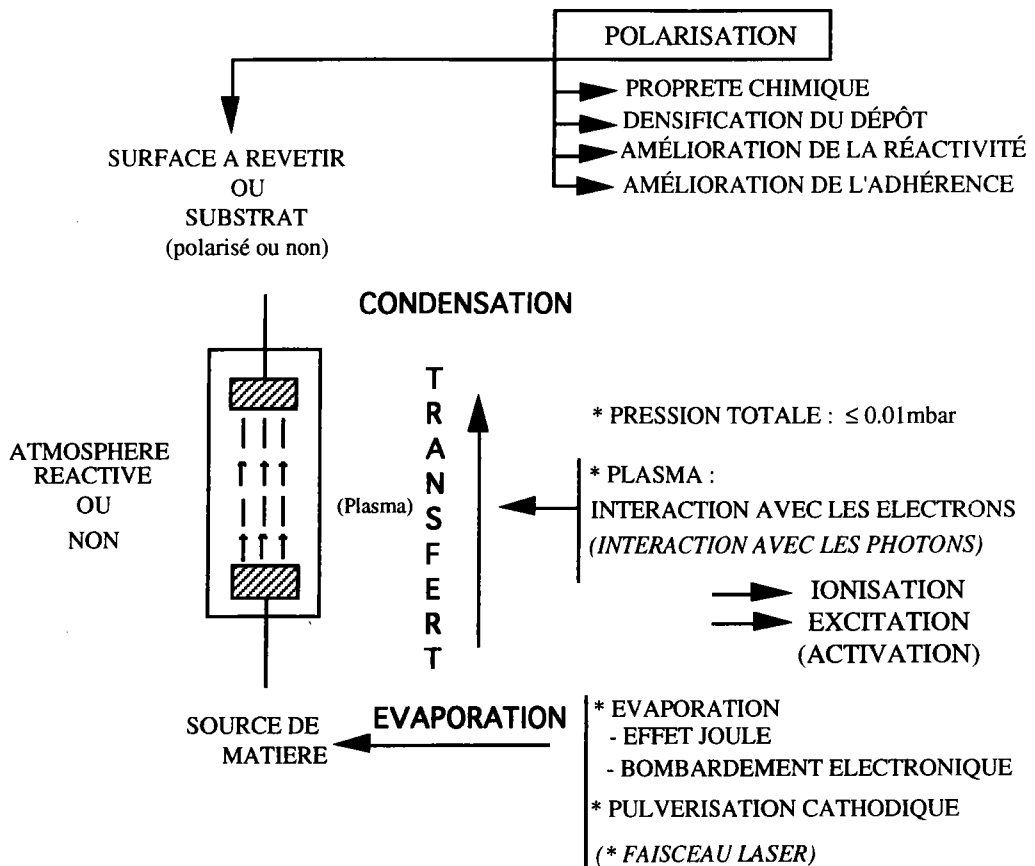 POLARISATION
PROPRETE CHIMIQUE
DENSIFICATION DU DÉPÔT
AMÉLIORATION DE LA RÉACTIVITÉ
AMÉLIORATION DE L'ADHÉRENCE
SURFACE A REVETIR
OU
SUBSTRAT
(polarisé ou non)
CONDENSATION
ATMOSPHERE
REACTIVE
OU
NON
(Plasma)
TRANSFERT
* PRESSION TOTALE : ≤ 0.01mbar
* PLASMA :
INTERACTION AVEC LES ELECTRONS
(INTERACTION AVEC LES PHOTONS)
IONISATION
EXCITATION
(ACTIVATION)
SOURCE DE
MATIERE
EVAPORATION
* EVAPORATION
- EFFET JOULE
- BOMBARDEMENT ELECTRONIQUE
* PULVERISATION CATHODIQUE
(* FAISCEAU LASER)